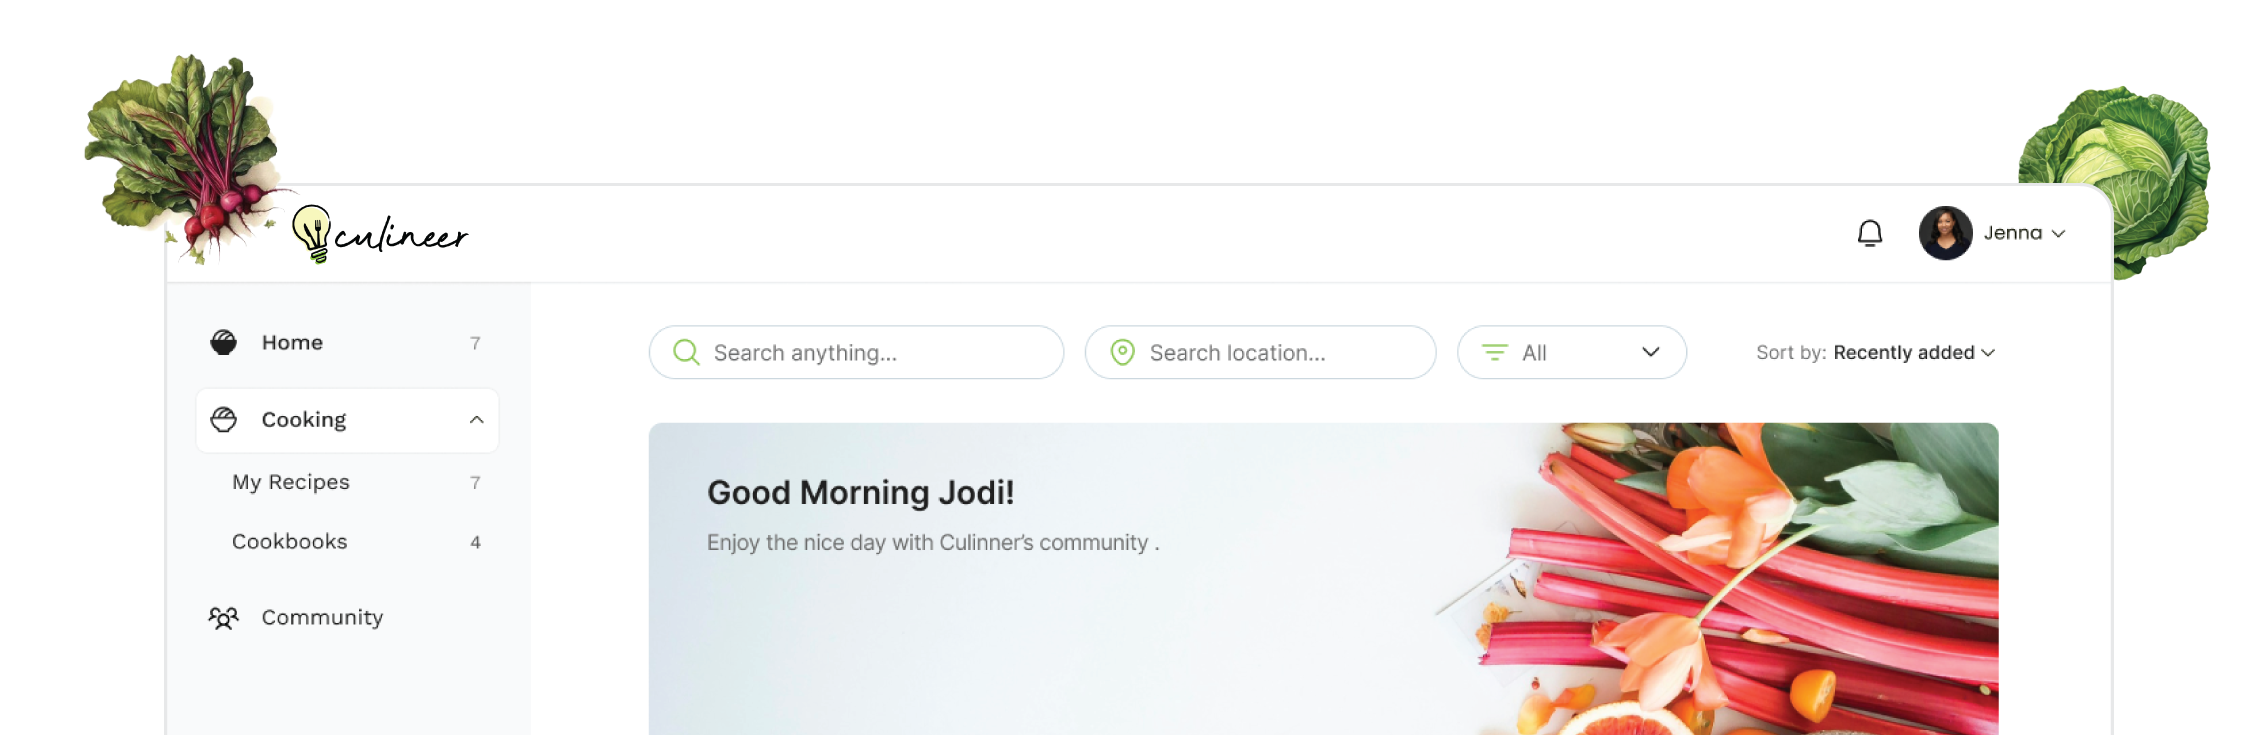 culineer
Jenna
Home 7
Cooking
My Recipes 7
Cookbooks 4
Community
Search anything...
Search location...
All
Sort by: Recently added
Good Morning Jodi!
Enjoy the nice day with Culinner's community .